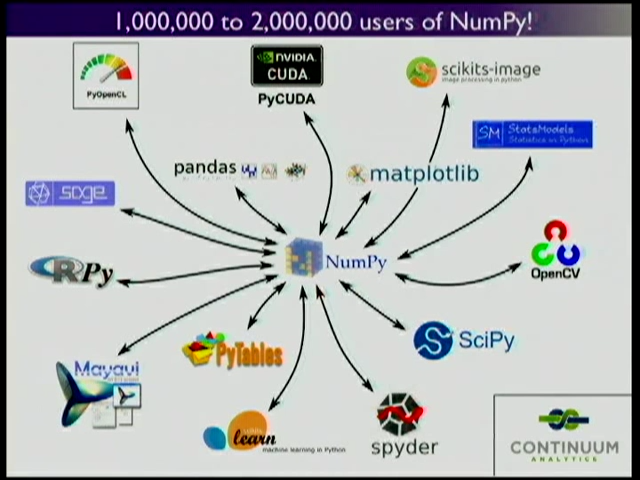 1,000,000 to 2,000,000 users of NumPy!
PyOpenCL
NVIDIA
CUDA
PyCUDA
scikits-image
image processing in python
SM StatsModels
Statistics in Python
pandas
matplotlib
sage
RPy
NumPy
OpenCV
PyTables
SciPy
Mayavi
learn
machine learning in Python
spyder
CONTINUUM
ANALYTICS